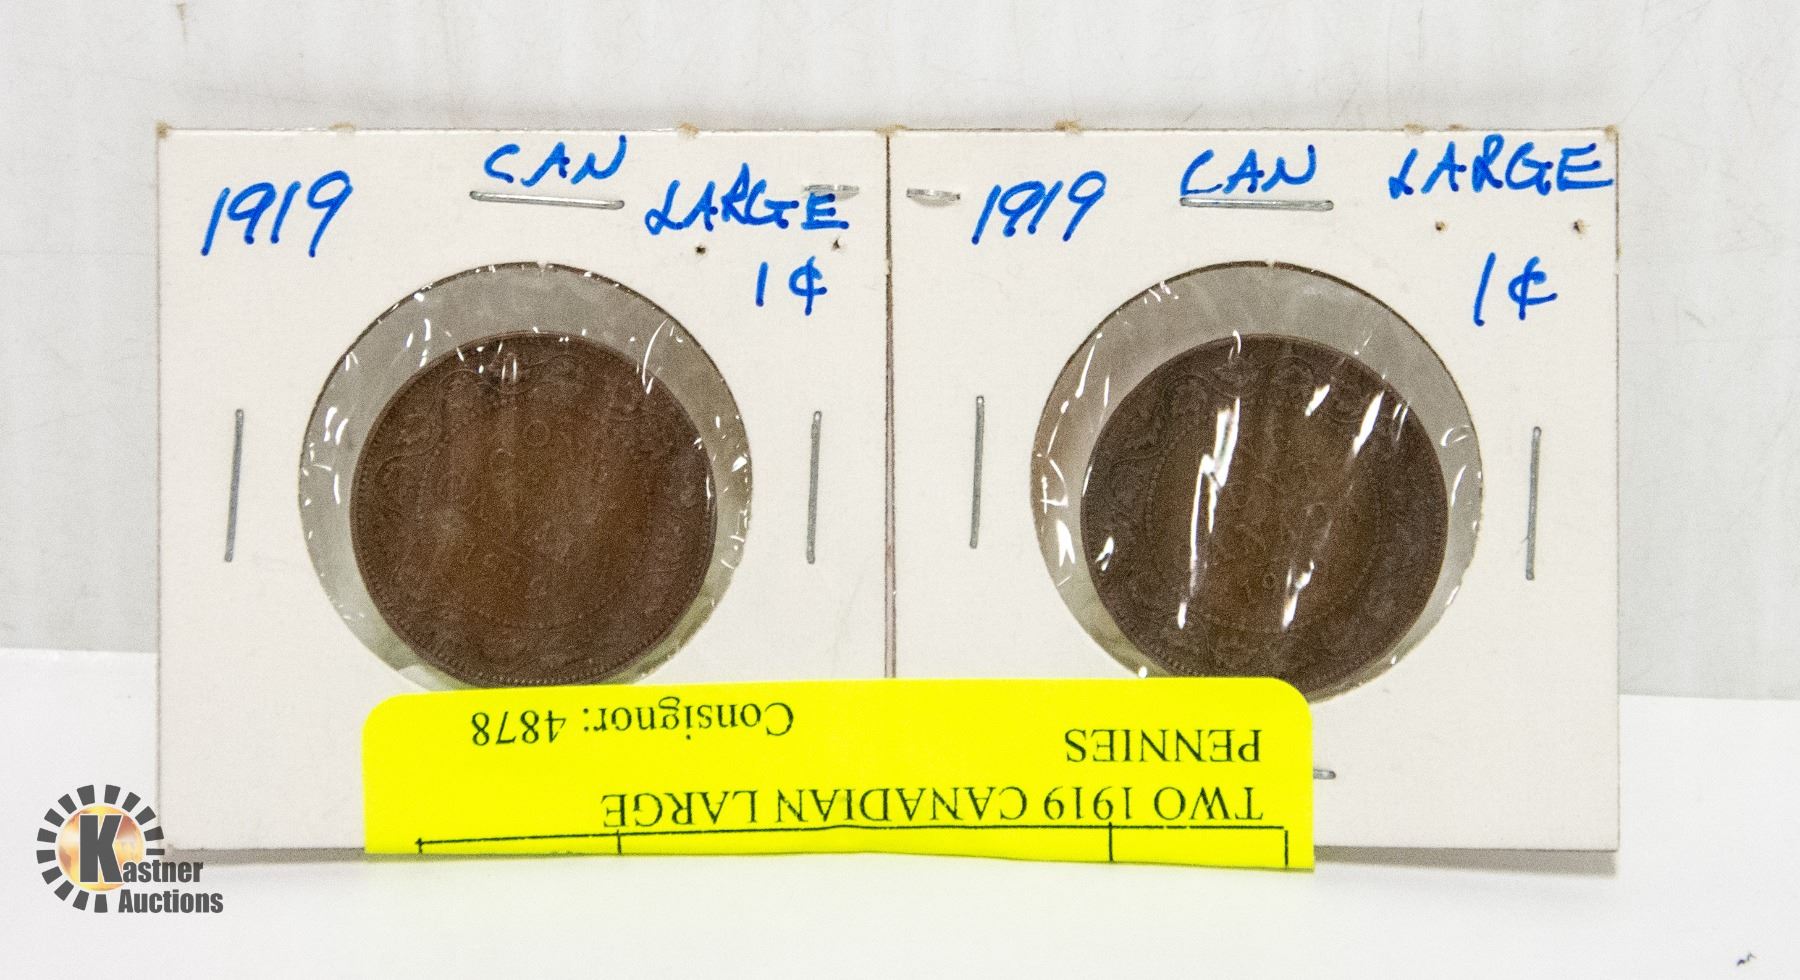 1919 CAN LARGE
1¢
1919 CAN LARGE
1¢
TWO 1919 CANADIAN LARGE
PENNIES
Consignor: 4878
Kastner
Auctions